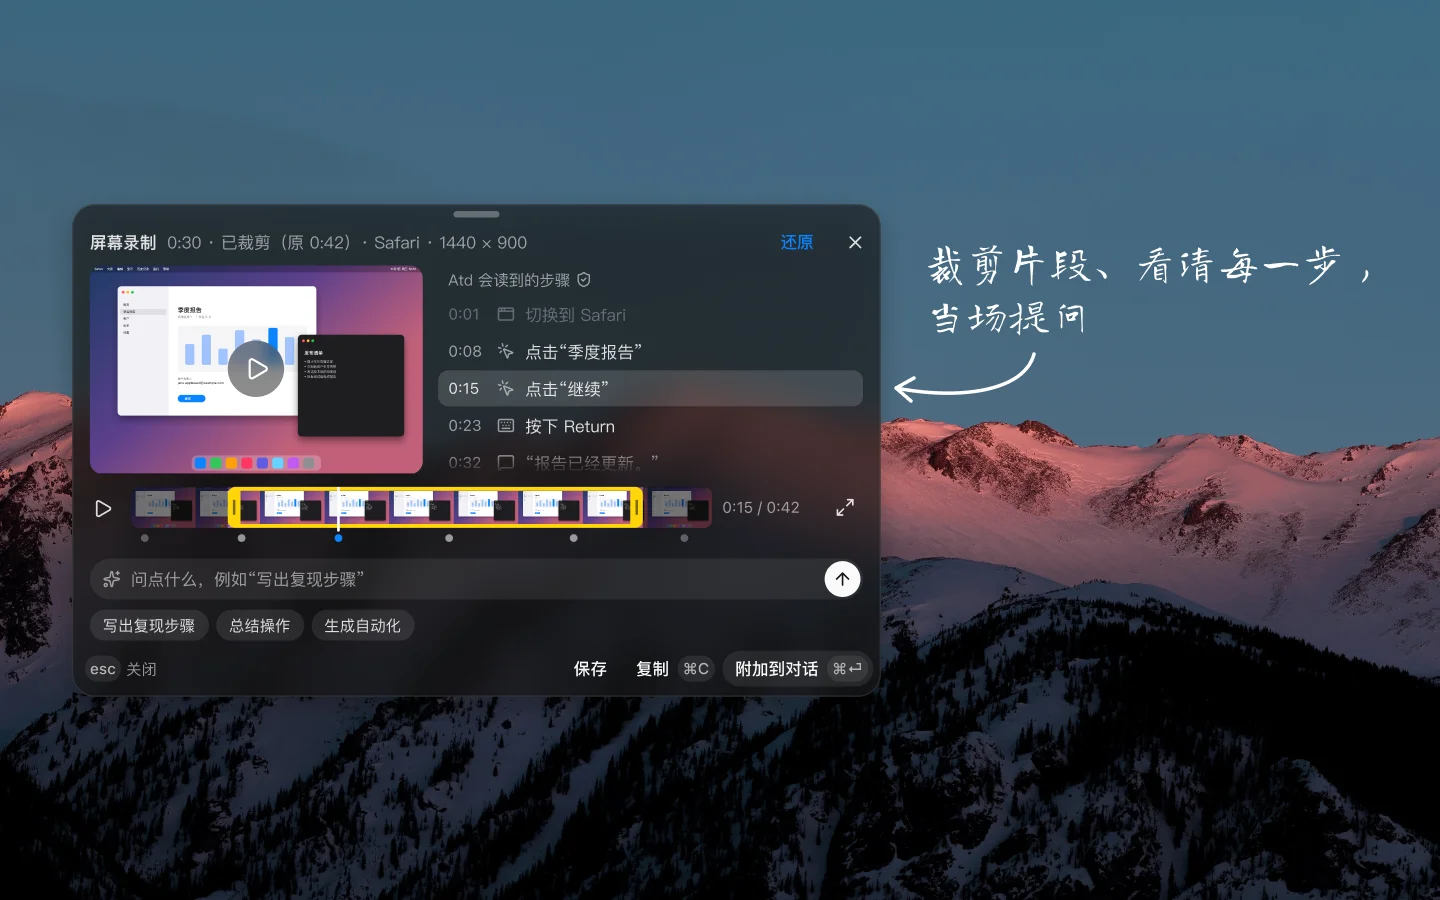 屏幕录制 0:30 · 已裁剪（原 0:42） · Safari · 1440 × 900
还原
Atd 会读到的步骤
0:01 切换到 Safari
0:08 点击“季度报告”
0:15 点击“继续”
0:23 按下 Return
0:32 “报告已经更新。”
季度报告
0:15 / 0:42
问点什么，例如“写出复现步骤”
写出复现步骤
总结操作
生成自动化
esc 关闭
保存
复制 ⌘C
附加到对话 ⌘↩
裁剪片段、看清每一步，
当场提问